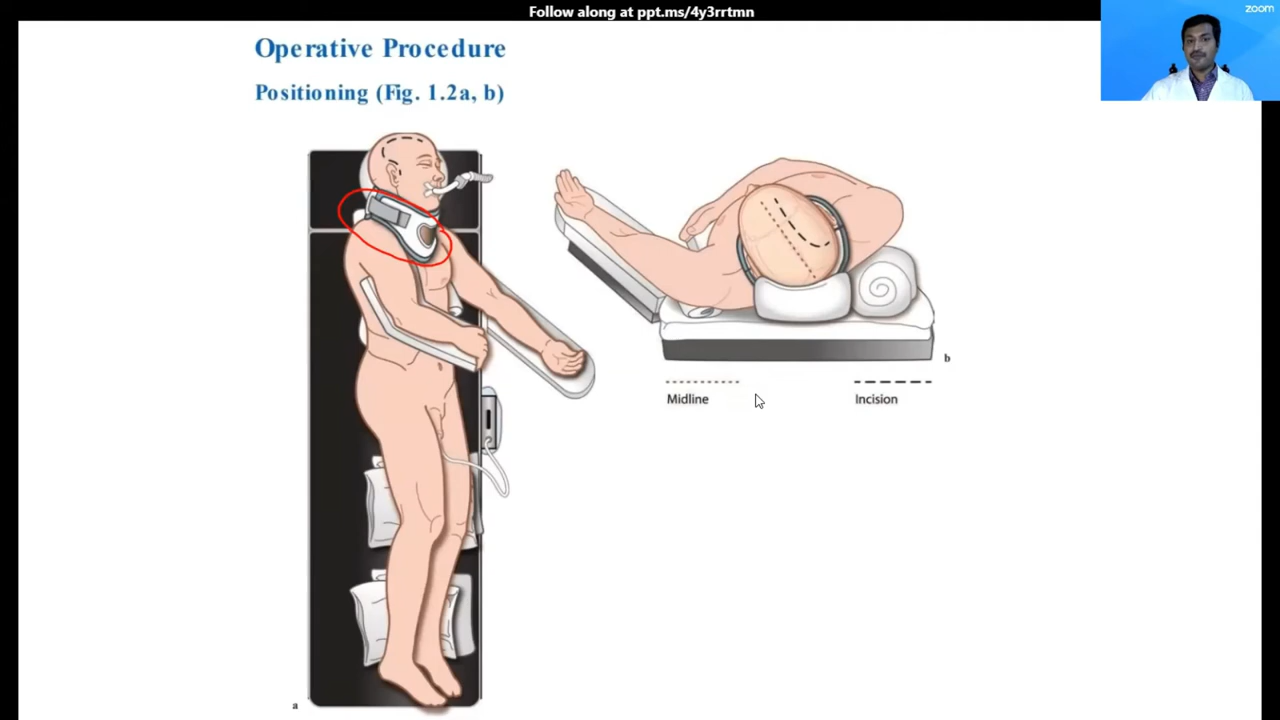 Follow along at ppt.ms/4y3rrtmn
zoom
Operative Procedure
Positioning (Fig. 1.2a, b)
b
Midline
Incision
a